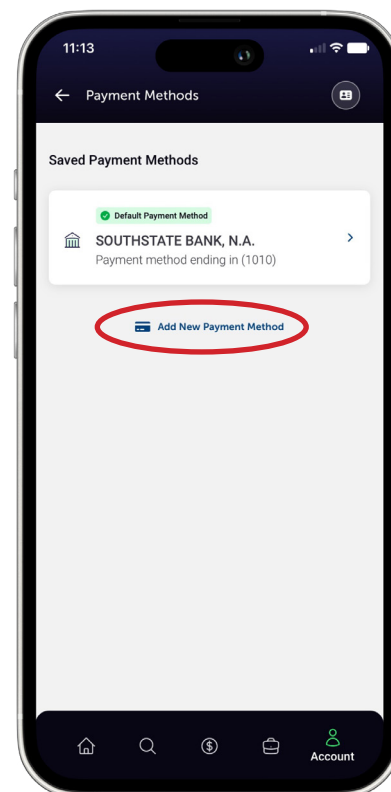 11:13
Payment Methods
Saved Payment Methods
Default Payment Method
SOUTHSTATE BANK, N.A.
Payment method ending in (1010)
Add New Payment Method
Account